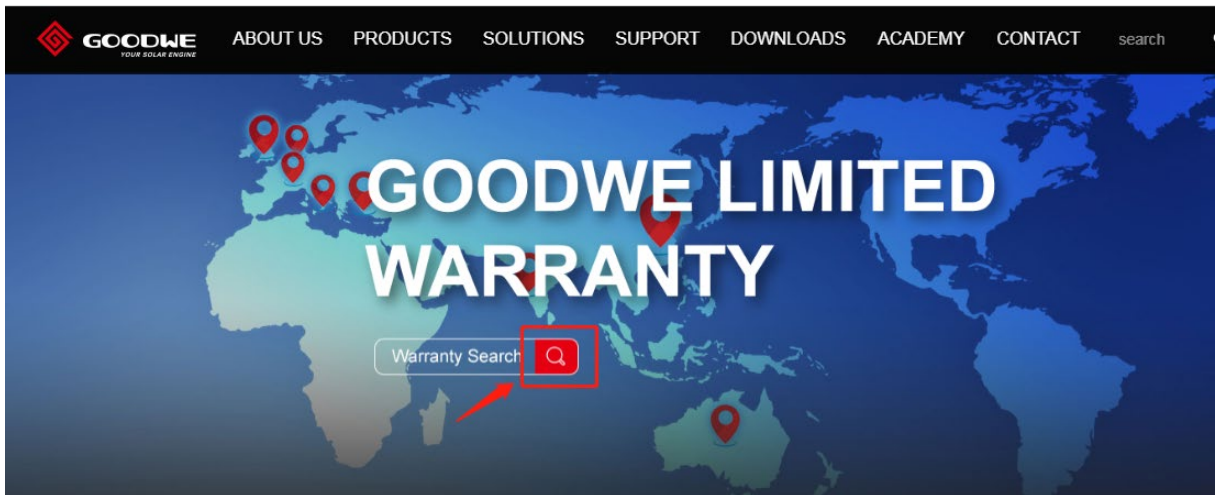 GOODWE
YOUR SOLAR ENGINE
ABOUT US PRODUCTS SOLUTIONS SUPPORT DOWNLOADS ACADEMY CONTACT search
GOODWE LIMITED
WARRANTY
Warranty Search